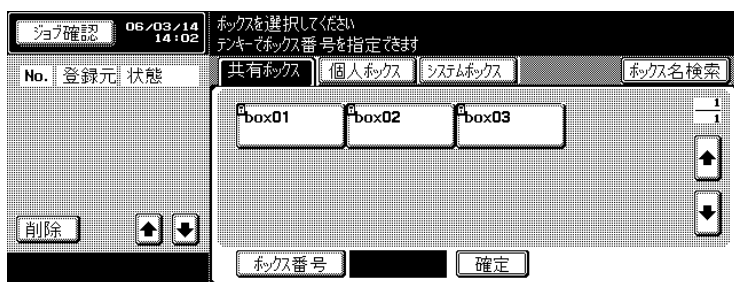 ジョブ確認
06/03/14
14:02
ボックスを選択してください
テンキーでボックス番号を指定できます
No. 登録元 状態
共有ボックス 個人ボックス システムボックス ボックス名検索
box01 box02 box03
1
1
削除
ボックス番号 確定